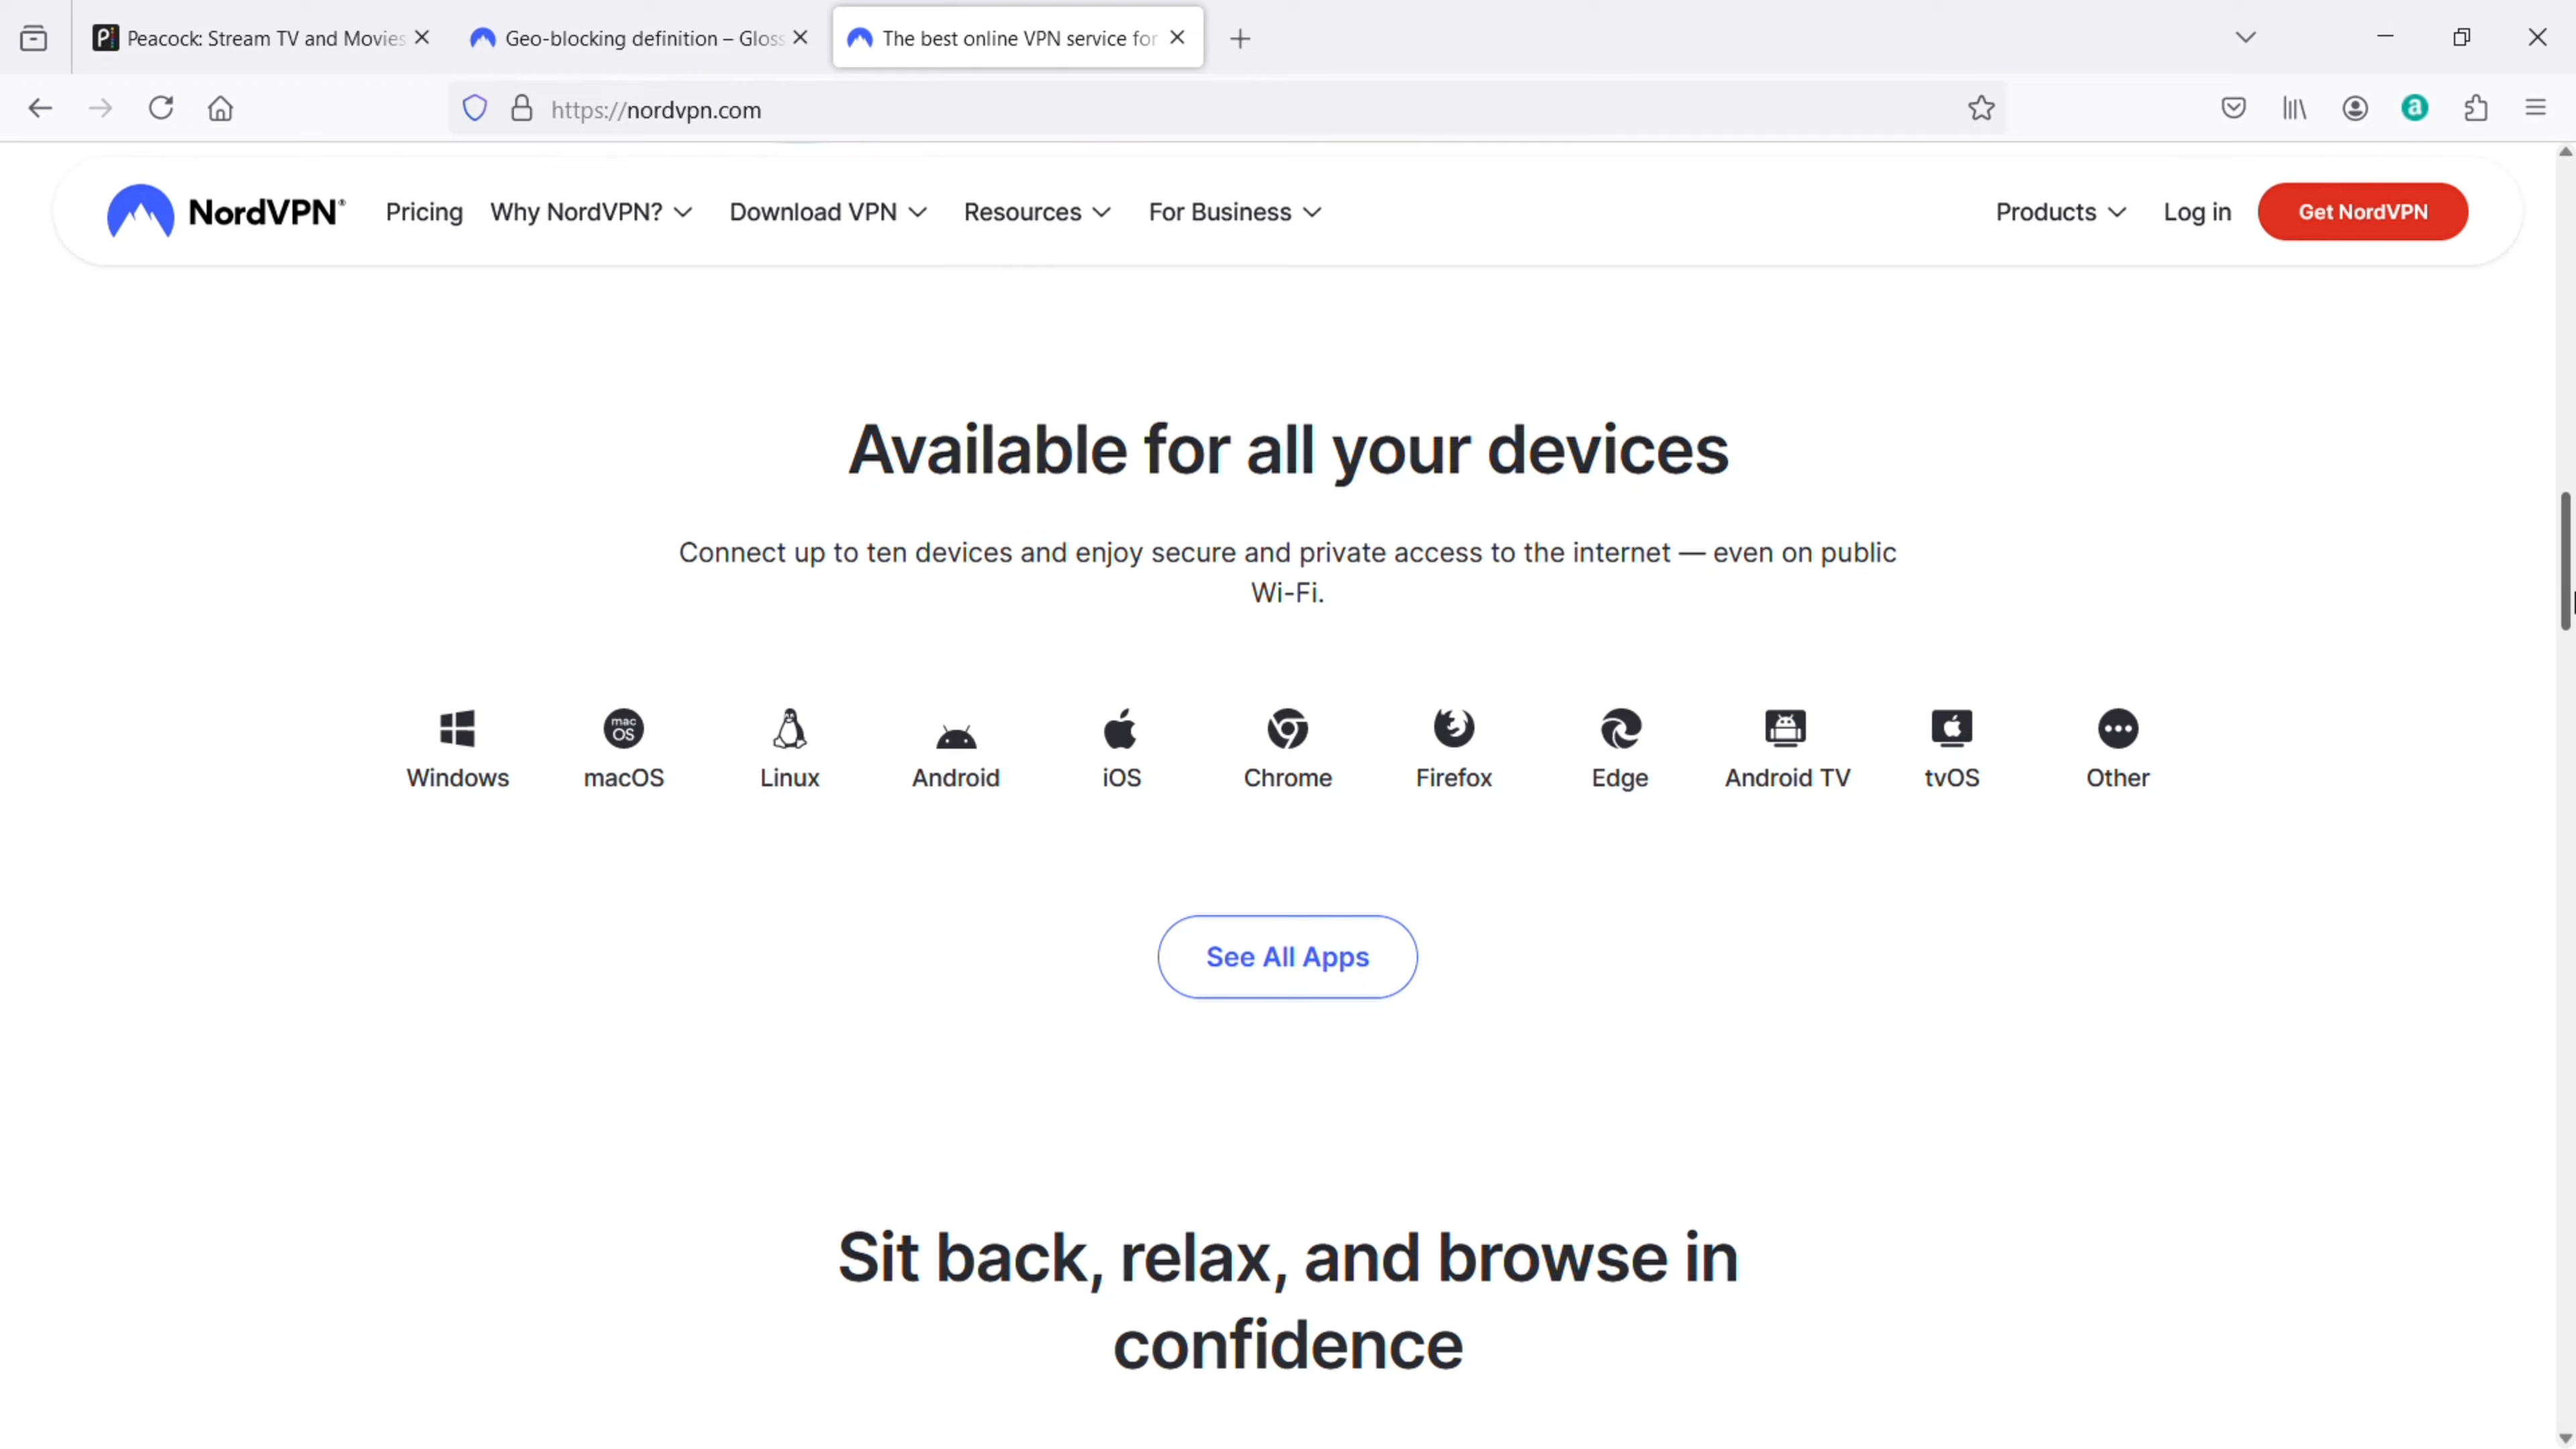 Peacock: Stream TV and Movies
Geo-blocking definition – Gloss
The best online VPN service for
https://nordvpn.com
a
NordVPN®
Pricing
Why NordVPN?
Download VPN
Resources
For Business
Products
Log in
Get NordVPN
Available for all your devices
Connect up to ten devices and enjoy secure and private access to the internet — even on public
Wi-Fi.
mac
OS
Windows
macOS
Linux
Android
iOS
Chrome
Firefox
Edge
Android TV
tvOS
Other
See All Apps
Sit back, relax, and browse in
confidence